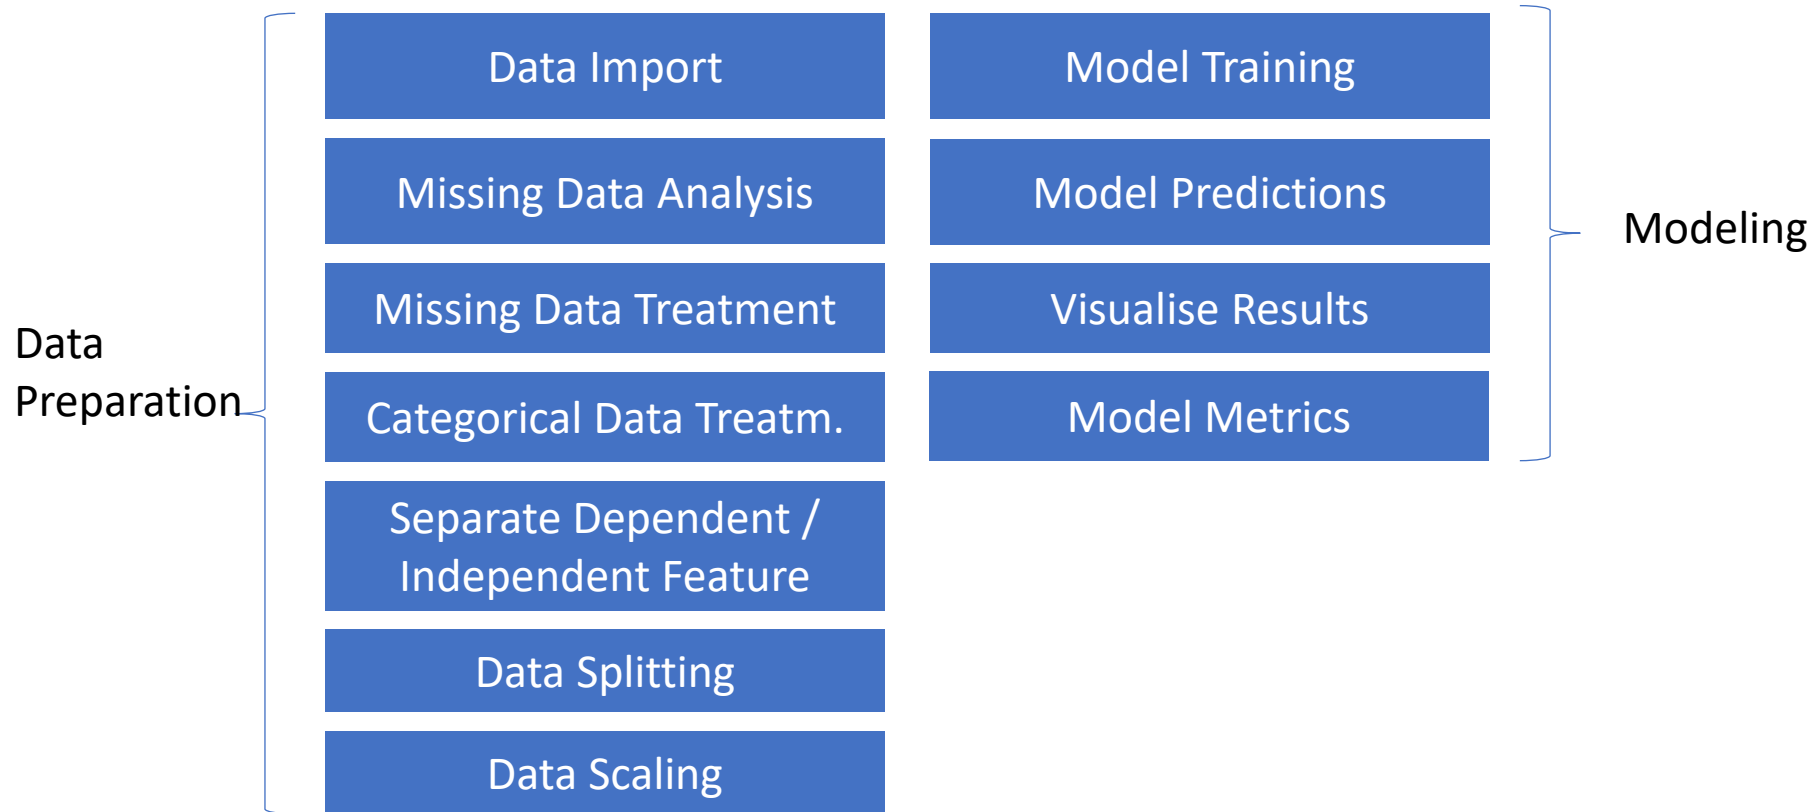 Data
Preparation
Data Import
Missing Data Analysis
Missing Data Treatment
Categorical Data Treatm.
Separate Dependent /
Independent Feature
Data Splitting
Data Scaling
Model Training
Model Predictions
Visualise Results
Model Metrics
Modeling